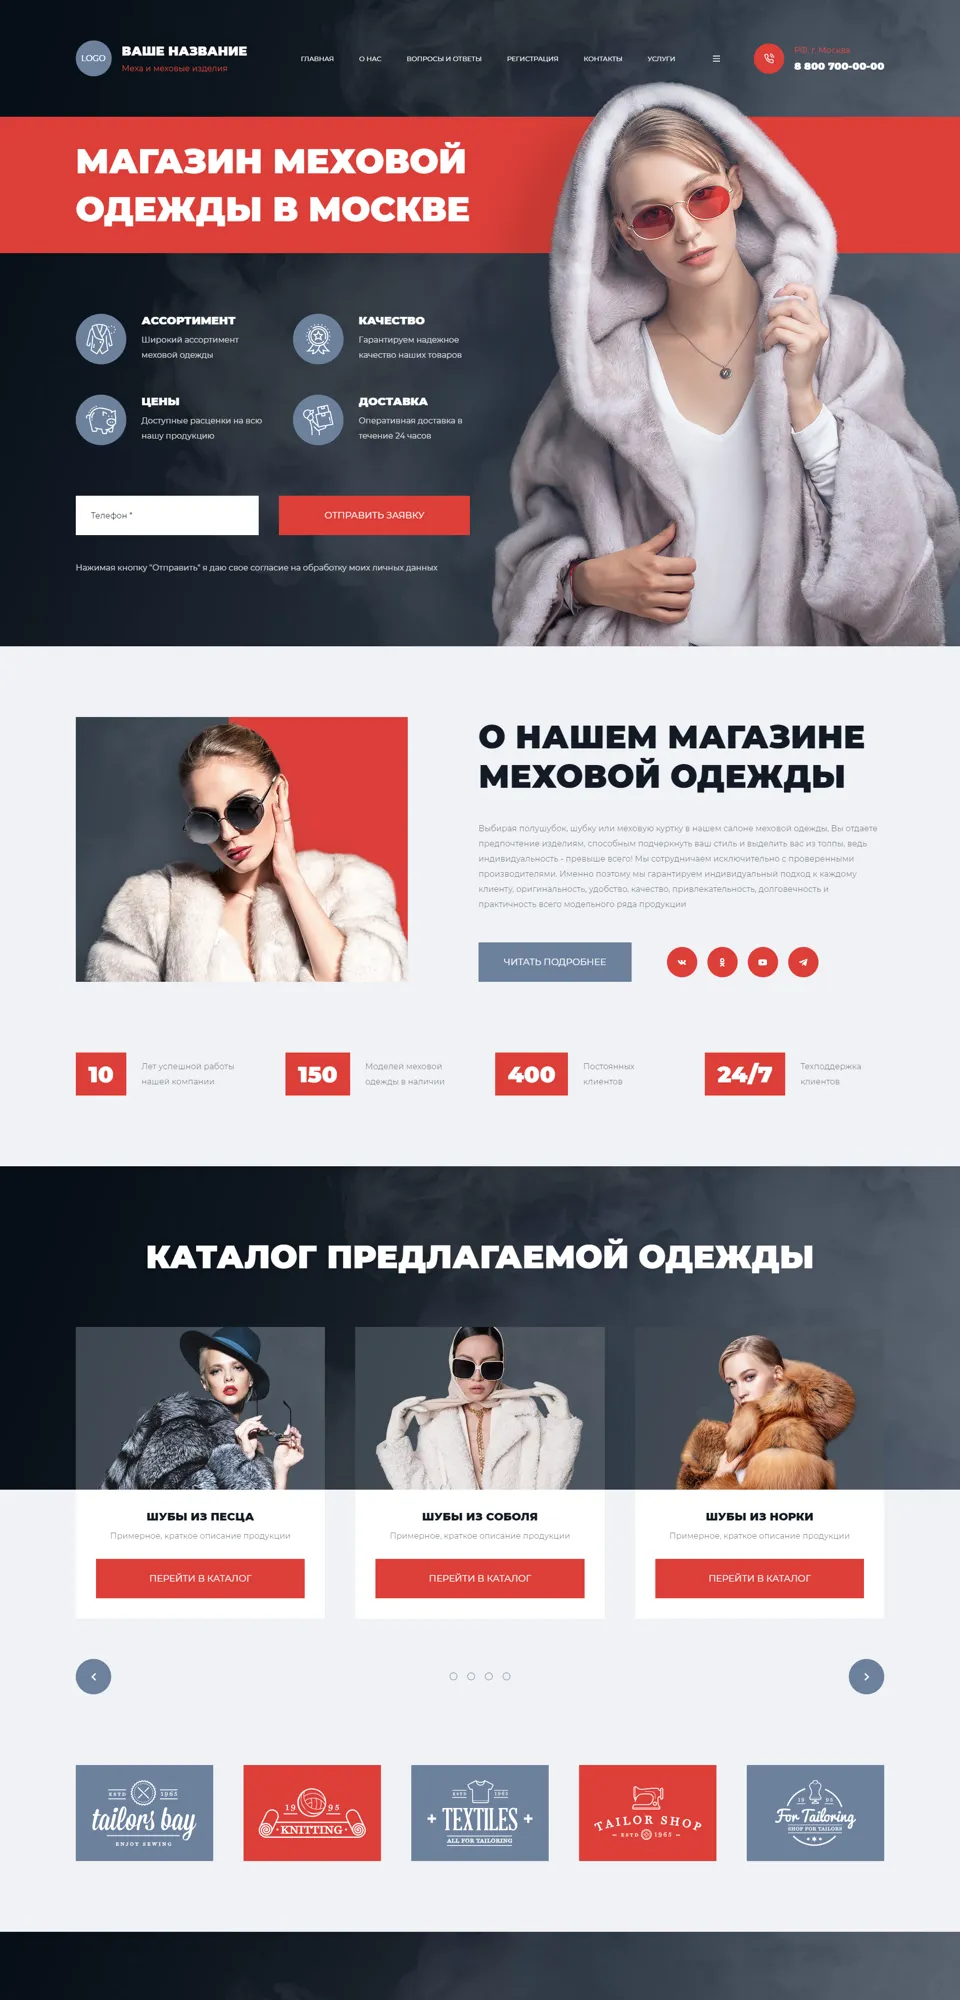 LOGO
ВАШЕ НАЗВАНИЕ
Меха и меховые изделия
ГЛАВНАЯ О НАС ВОПРОСЫ И ОТВЕТЫ РЕГИСТРАЦИЯ КОНТАКТЫ УСЛУГИ
РФ, г. Москва
8 800 700-00-00
МАГАЗИН МЕХОВОЙ
ОДЕЖДЫ В МОСКВЕ
АССОРТИМЕНТ
Широкий ассортимент
меховой одежды
КАЧЕСТВО
Гарантируем надежное
качество наших товаров
ЦЕНЫ
Доступные расценки на всю
нашу продукцию
ДОСТАВКА
Оперативная доставка в
течение 24 часов
Телефон *
ОТПРАВИТЬ ЗАЯВКУ
Нажимая кнопку "Отправить" я даю свое согласие на обработку моих личных данных
О НАШЕМ МАГАЗИНЕ
МЕХОВОЙ ОДЕЖДЫ
Выбирая полушубок, шубку или меховую куртку в нашем салоне меховой одежды, Вы отдаете
предпочтение изделиям, способным подчеркнуть ваш стиль и выделить вас из толпы, ведь
индивидуальность - превыше всего! Мы сотрудничаем исключительно с проверенными
производителями. Именно поэтому мы гарантируем индивидуальный подход к каждому
клиенту, оригинальность, удобство, качество, привлекательность, долговечность и
практичность всего модельного ряда продукции
ЧИТАТЬ ПОДРОБНЕЕ
10
Лет успешной работы
нашей компании
150
Моделей меховой
одежды в наличии
400
Постоянных
клиентов
24/7
Техподдержка
клиентов
КАТАЛОГ ПРЕДЛАГАЕМОЙ ОДЕЖДЫ
ШУБЫ ИЗ ПЕСЦА
Примерное, краткое описание продукции
ПЕРЕЙТИ В КАТАЛОГ
ШУБЫ ИЗ СОБОЛЯ
Примерное, краткое описание продукции
ПЕРЕЙТИ В КАТАЛОГ
ШУБЫ ИЗ НОРКИ
Примерное, краткое описание продукции
ПЕРЕЙТИ В КАТАЛОГ
ESTD 1965
tailors bay
ENJOY SEWING
19 95
KNITTING
ESTD 1965
TEXTILES
ALL FOR TAILORING
TAILOR SHOP
ESTD 1965
19 95
For Tailoring
SHOP FOR TAILORS